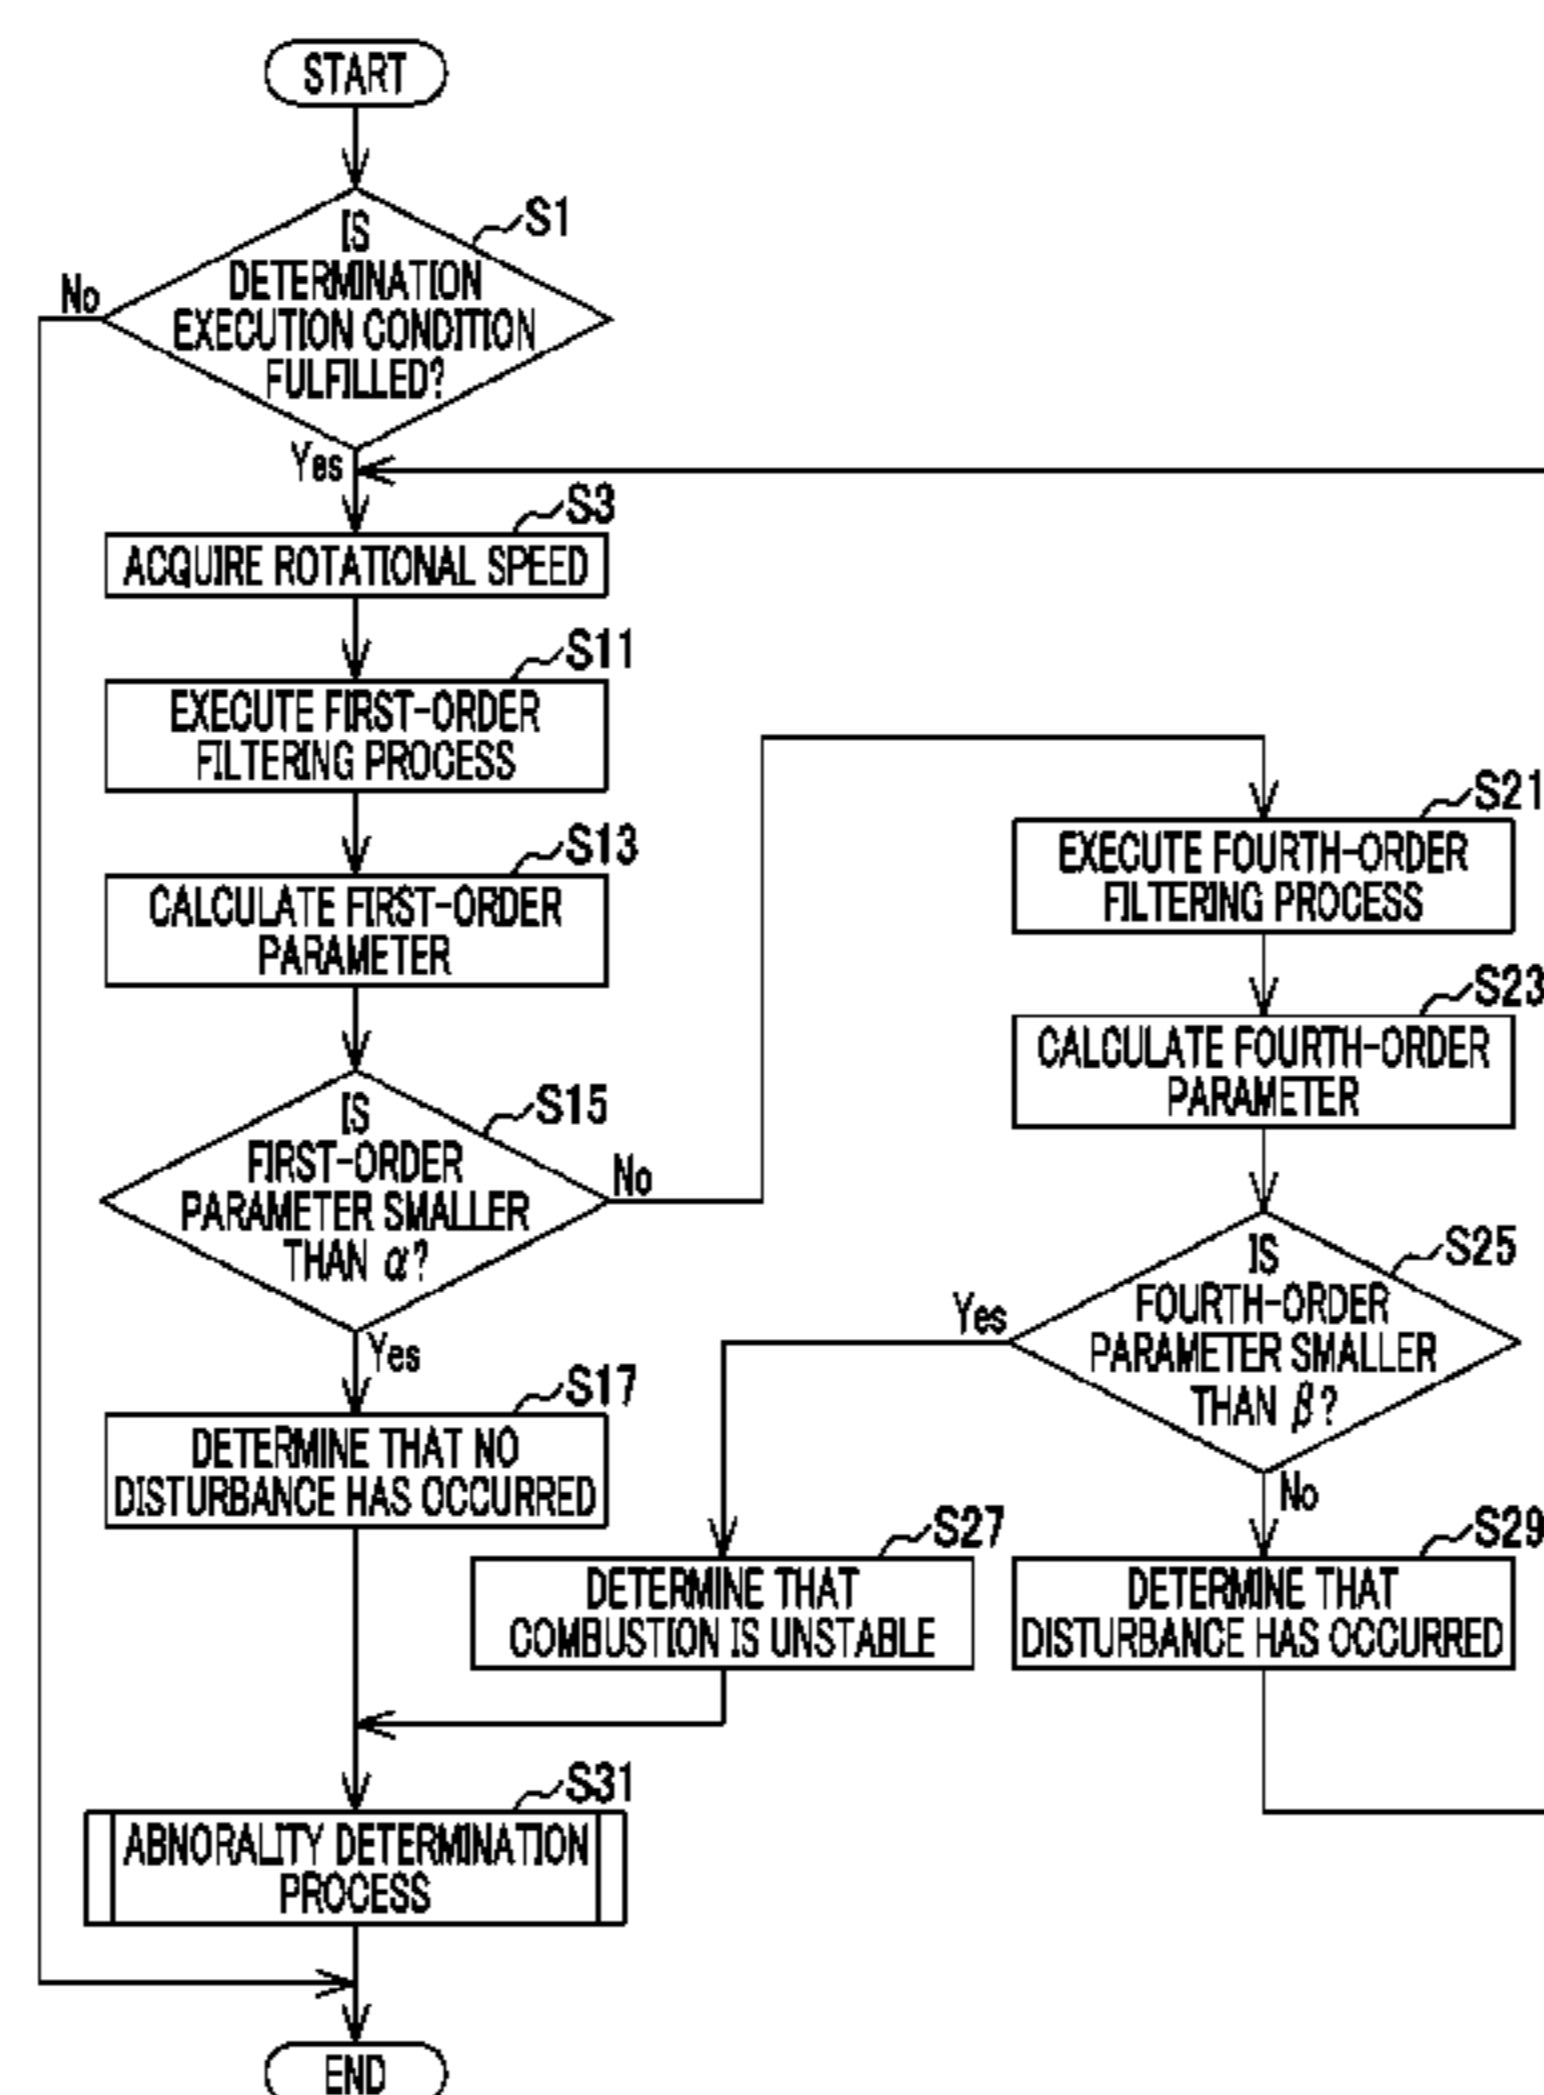 START
S1
IS
DETERMINATION
EXECUTION CONDITION
FULFILLED?
No
Yes
S3
ACQUIRE ROTATIONAL SPEED
S11
EXECUTE FIRST-ORDER
FILTERING PROCESS
S13
CALCULATE FIRST-ORDER
PARAMETER
S15
IS
FIRST-ORDER
PARAMETER SMALLER
THAN α?
No
Yes
S17
DETERMINE THAT NO
DISTURBANCE HAS OCCURRED
S21
EXECUTE FOURTH-ORDER
FILTERING PROCESS
S23
CALCULATE FOURTH-ORDER
PARAMETER
S25
IS
FOURTH-ORDER
PARAMETER SMALLER
THAN β?
Yes
No
S27
DETERMINE THAT
COMBUSTION IS UNSTABLE
S29
DETERMINE THAT
DISTURBANCE HAS OCCURRED
S31
ABNORALITY DETERMINATION
PROCESS
END